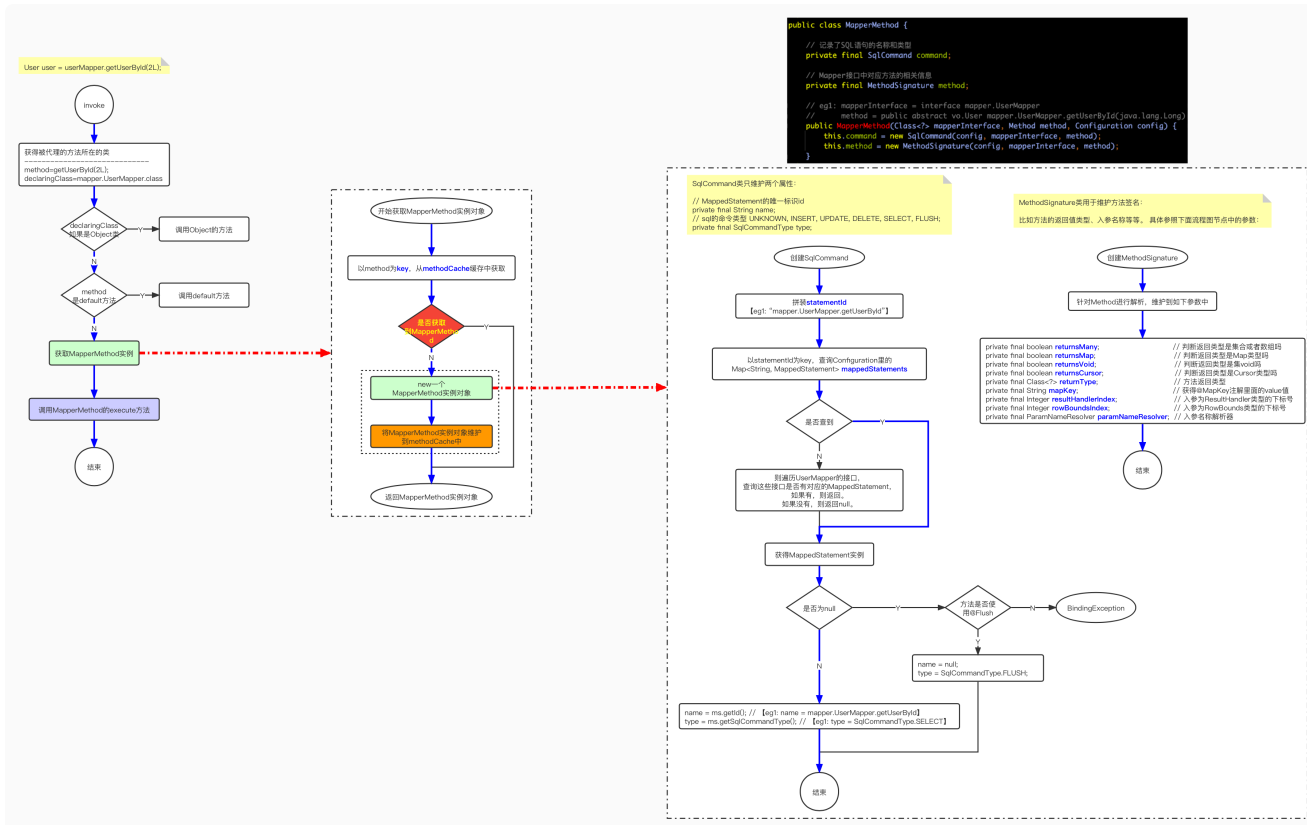 User user = userMapper.getUserById(2L);
invoke
获得被代理的方法所在的类
------------------------------
method=getUserById(2L);
declaringClass=mapper.UserMapper.class
declaringClass
如果是Object类
Y
调用Object的方法
N
method
是default方法
Y
调用default方法
N
获取MapperMethod实例
调用MapperMethod的execute方法
结束
开始获取MapperMethod实例对象
以method为key，从methodCache缓存中获取
是否获取
到MapperMetho
d
Y
N
new一个
MapperMethod实例对象
将MapperMethod实例对象维护
到methodCache中
返回MapperMethod实例对象
public class MapperMethod {
// 记录了SQL语句的名称和类型
private final SqlCommand command;
// Mapper接口中对应方法的相关信息
private final MethodSignature method;
// eg1: mapperInterface = interface mapper.UserMapper
//      method = public abstract vo.User mapper.UserMapper.getUserById(java.lang.Long)
public MapperMethod(Class<?> mapperInterface, Method method, Configuration config) {
this.command = new SqlCommand(config, mapperInterface, method);
this.method = new MethodSignature(config, mapperInterface, method);
}
SqlCommand类只维护两个属性：
// MappedStatement的唯一标识id
private final String name;
// sql的命令类型 UNKNOWN, INSERT, UPDATE, DELETE, SELECT, FLUSH;
private final SqlCommandType type;
创建SqlCommand
拼装statementId
【eg1: "mapper.UserMapper.getUserById"】
以statementId为key，查询Configuration里的
Map<String, MappedStatement> mappedStatements
是否查到
Y
N
则遍历UserMapper的接口，
查询这些接口是否有对应的MappedStatement，
如果有，则返回。
如果没有，则返回null。
获得MappedStatement实例
是否为null
Y
方法是否使
用@Flush
N
BindingException
Y
name = null;
type = SqlCommandType.FLUSH;
N
name = ms.getId(); // 【eg1: name = mapper.UserMapper.getUserById】
type = ms.getSqlCommandType(); // 【eg1: type = SqlCommandType.SELECT】
结束
MethodSignature类用于维护方法签名：
比如方法的返回值类型、入参名称等等。 具体参照下面流程图节点中的参数：
创建MethodSignature
针对Method进行解析，维护到如下参数中
private final boolean returnsMany; // 判断返回类型是集合或者数组吗
private final boolean returnsMap; // 判断返回类型是Map类型吗
private final boolean returnsVoid; // 判断返回类型是集void吗
private final boolean returnsCursor; // 判断返回类型是Cursor类型吗
private final Class<?> returnType; // 方法返回类型
private final String mapKey; // 获得@MapKey注解里面的value值
private final Integer resultHandlerIndex; // 入参为ResultHandler类型的下标号
private final Integer rowBoundsIndex; // 入参为RowBounds类型的下标号
private final ParamNameResolver paramNameResolver; // 入参名称解析器
结束